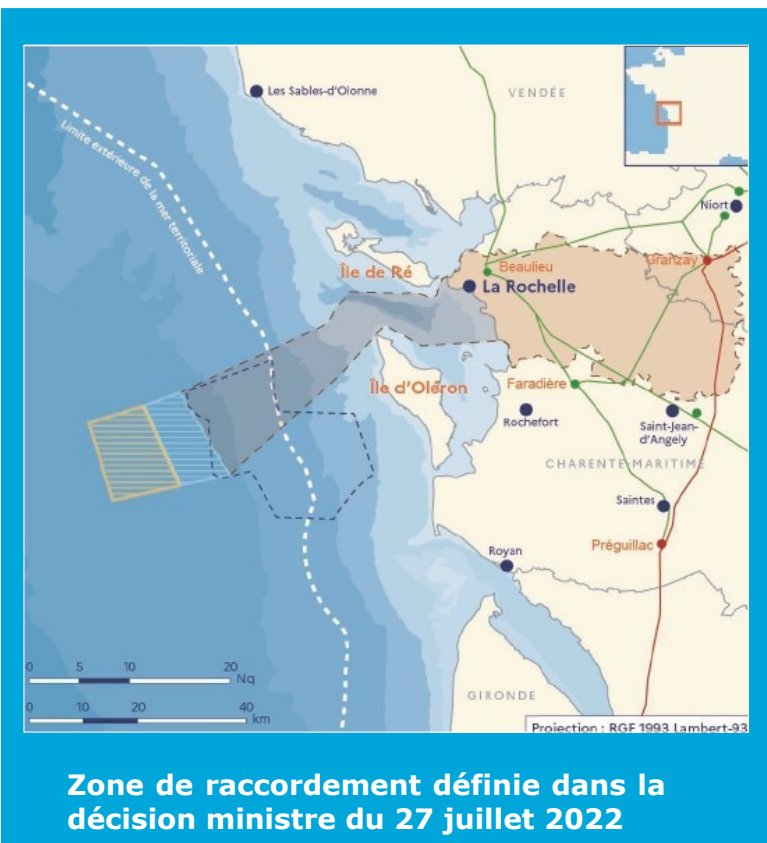 Les Sables-d'Olonne
VENDÉE
Limite extérieure de la mer territoriale
Niort
Île de Ré
Beaulieu
Granzay
La Rochelle
Île d'Oléron
Faradière
Rochefort
Saint-Jean-
d'Angely
CHARENTE-MARITIME
Saintes
Préguillac
Royan
0 5 10 20
Nq
0 10 20 40
km
GIRONDE
Projection : RGF 1993 Lambert-93
Zone de raccordement définie dans la
décision ministre du 27 juillet 2022